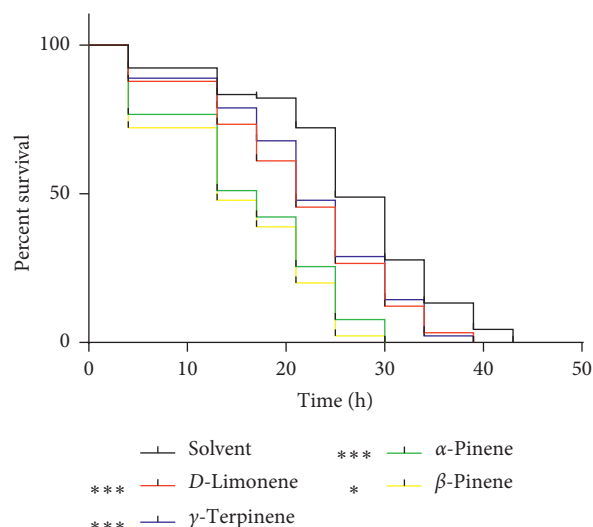 Percent survival
100
50
0
0 10 20 30 40 50
Time (h)
Solvent
*** D-Limonene
*** γ-Terpinene
*** α-Pinene
* β-Pinene